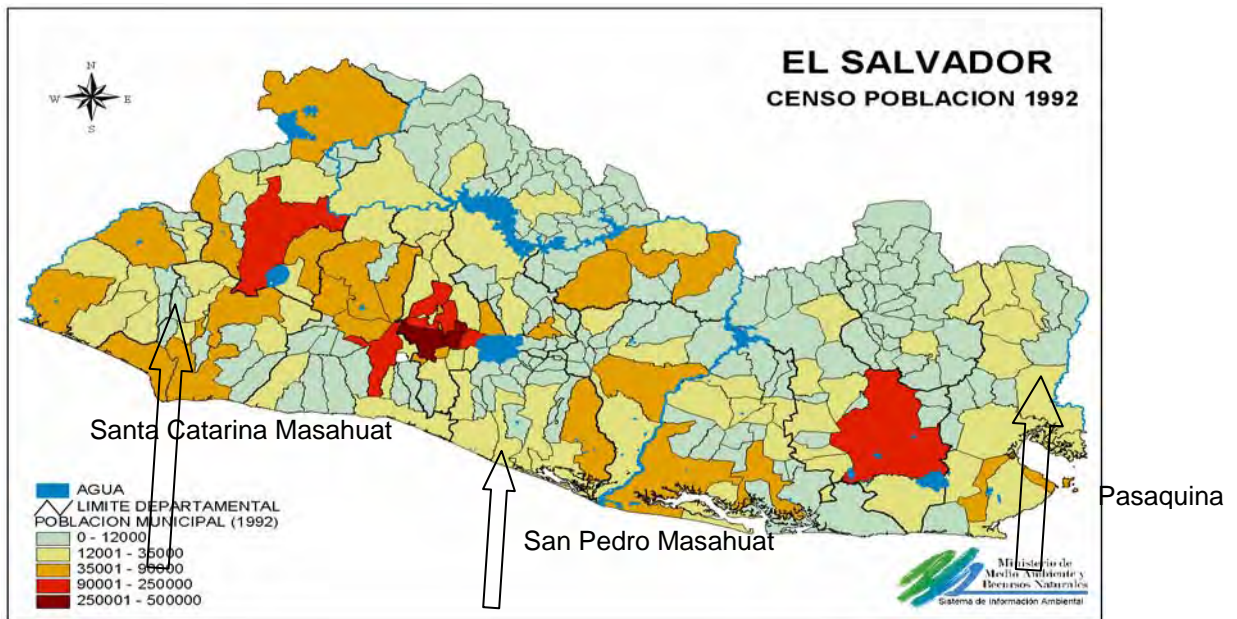 EL SALVADOR
CENSO POBLACION 1992
N
W E
S
Santa Catarina Masahuat
San Pedro Masahuat
Pasaquina
AGUA
LIMITE DEPARTAMENTAL
POBLACION MUNICIPAL (1992)
0 - 12000
12001 - 35000
35001 - 90000
90001 - 250000
250001 - 500000
Ministerio de
Medio Ambiente y
Recursos Naturales
Sistema de Información Ambiental